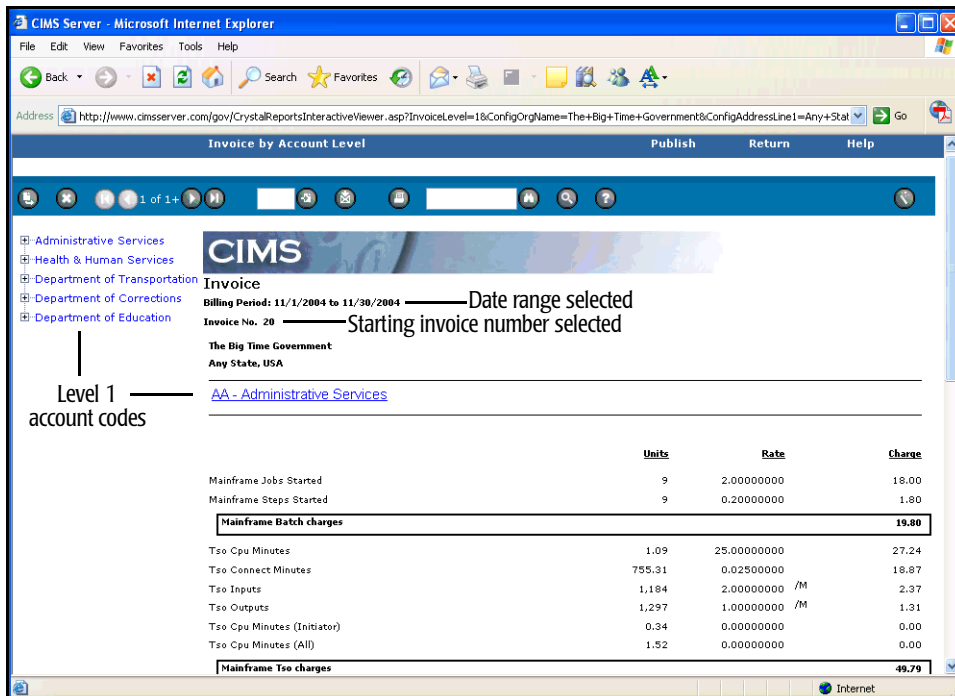 CIMS Server - Microsoft Internet Explorer
File Edit View Favorites Tools Help
Back Search Favorites
Address http://www.cimsserver.com/gov/CrystalReportsInteractiveViewer.asp?InvoiceLevel=1&ConfigOrgName=The+Big+Time+Government&ConfigAddressLine1=Any+Stat Go
Invoice by Account Level Publish Return Help
1 of 1+
Administrative Services
Health & Human Services
Department of Transportation
Department of Corrections
Department of Education
Level 1
account codes
CIMS
Invoice
Billing Period: 11/1/2004 to 11/30/2004 Date range selected
Invoice No. 20 Starting invoice number selected
The Big Time Government
Any State, USA
AA - Administrative Services
Units Rate Charge
Mainframe Jobs Started 9 2.00000000 18.00
Mainframe Steps Started 9 0.20000000 1.80
Mainframe Batch charges 19.80
Tso Cpu Minutes 1.09 25.00000000 27.24
Tso Connect Minutes 755.31 0.02500000 18.87
Tso Inputs 1,184 2.00000000 /M 2.37
Tso Outputs 1,297 1.00000000 /M 1.31
Tso Cpu Minutes (Initiator) 0.34 0.00000000 0.00
Tso Cpu Minutes (All) 1.52 0.00000000 0.00
Mainframe Tso charges 49.79
Internet